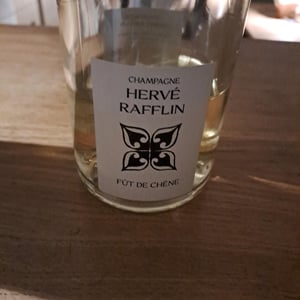 CHAMPAGNE
HERVÉ
RAFFLIN
FÛT DE CHÊNE